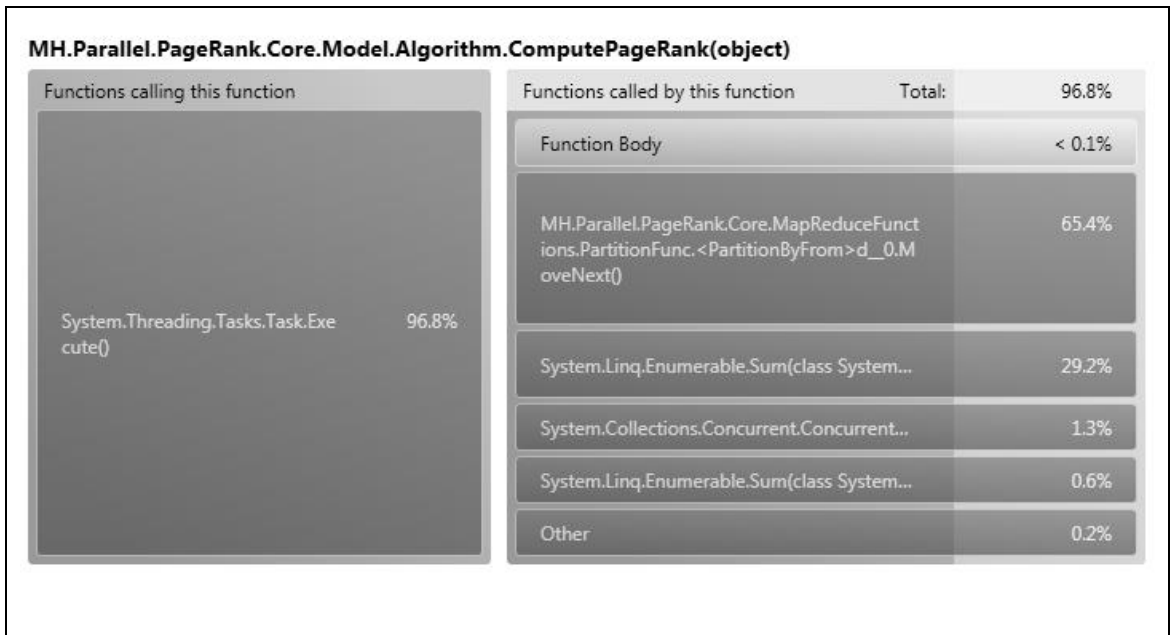 MH.Parallel.PageRank.Core.Model.Algorithm.ComputePageRank(object)
Functions calling this function
System.Threading.Tasks.Task.Exe 96.8%
cute()
Functions called by this function Total: 96.8%
Function Body < 0.1%
MH.Parallel.PageRank.Core.MapReduceFunct 65.4%
ions.PartitionFunc.<PartitionByFrom>d__0.M
oveNext()
System.Linq.Enumerable.Sum(class System... 29.2%
System.Collections.Concurrent.Concurrent... 1.3%
System.Linq.Enumerable.Sum(class System... 0.6%
Other 0.2%